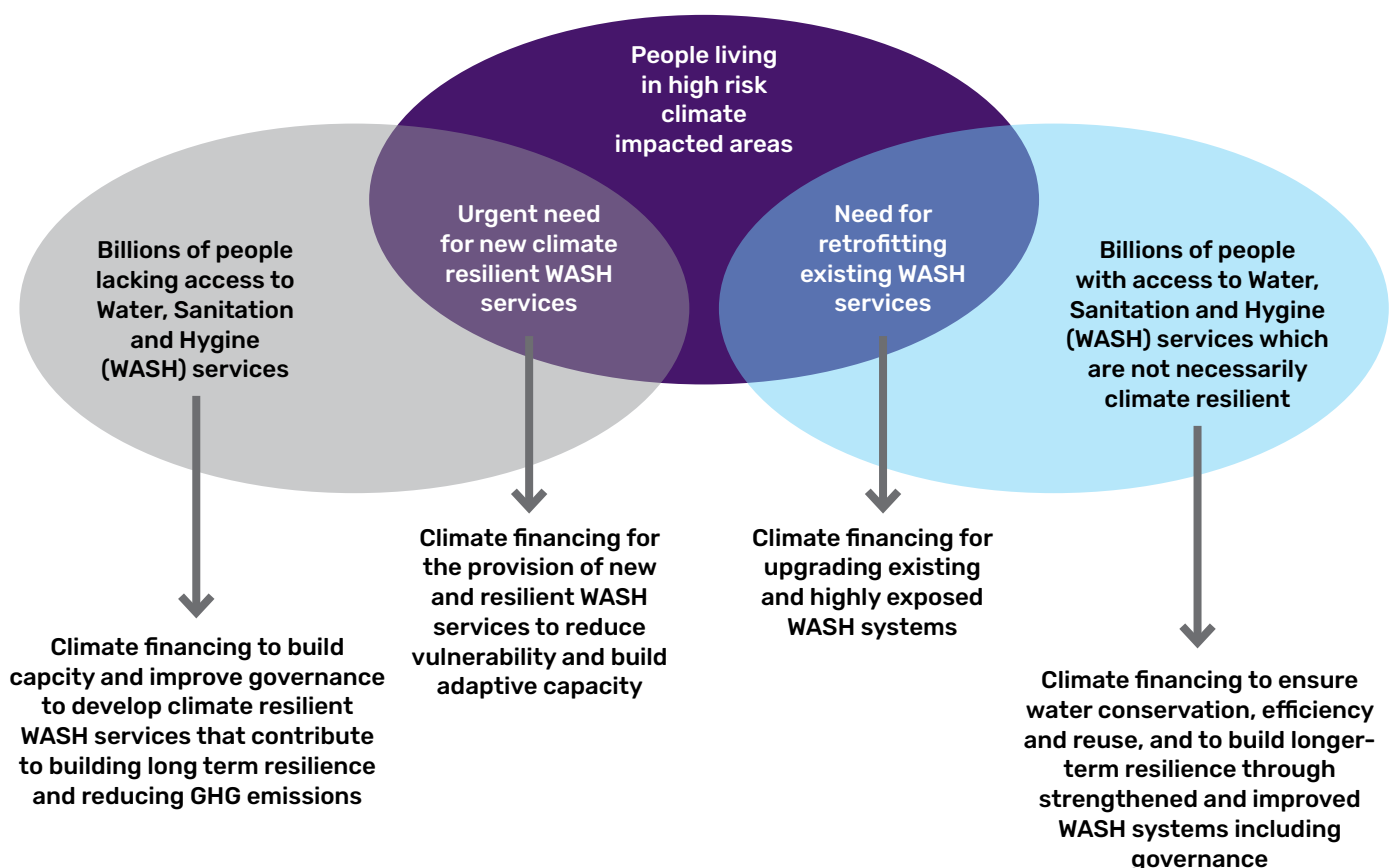 People living
in high risk
climate
impacted areas
Urgent need
for new climate
resilient WASH
services
Need for
retrofitting
existing WASH
services
Billions of people
lacking access to
Water, Sanitation
and Hygine
(WASH) services
Billions of people
with access to Water,
Sanitation and Hygine
(WASH) services which
are not necessarily
climate resilient
Climate financing to build
capcity and improve governance
to develop climate resilient
WASH services that contribute
to building long term resilience
and reducing GHG emissions
Climate financing for
the provision of new
and resilient WASH
services to reduce
vulnerability and build
adaptive capacity
Climate financing for
upgrading existing
and highly exposed
WASH systems
Climate financing to ensure
water conservation, efficiency
and reuse, and to build longer-
term resilience through
strengthened and improved
WASH systems including
governance